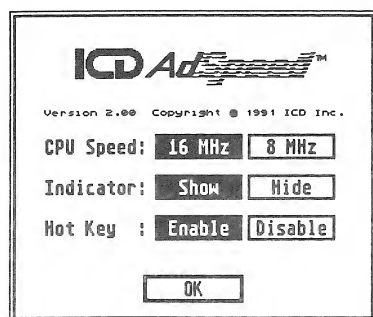 ICD AdSpeed™
Version 2.00 Copyright © 1991 ICD Inc.
CPU Speed: 16 MHz 8 MHz
Indicator: Show Hide
Hot Key : Enable Disable
OK